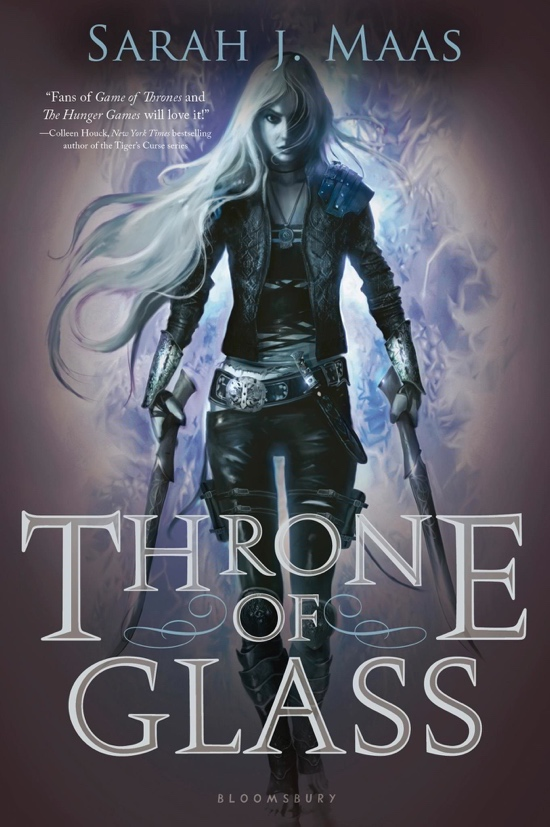 SARAH J. MAAS
“Fans of Game of Thrones and
The Hunger Games will love it!”
—Colleen Houck, New York Times bestselling
author of the Tiger's Curse series
THRONE
OF
GLASS
BLOOMSBURY